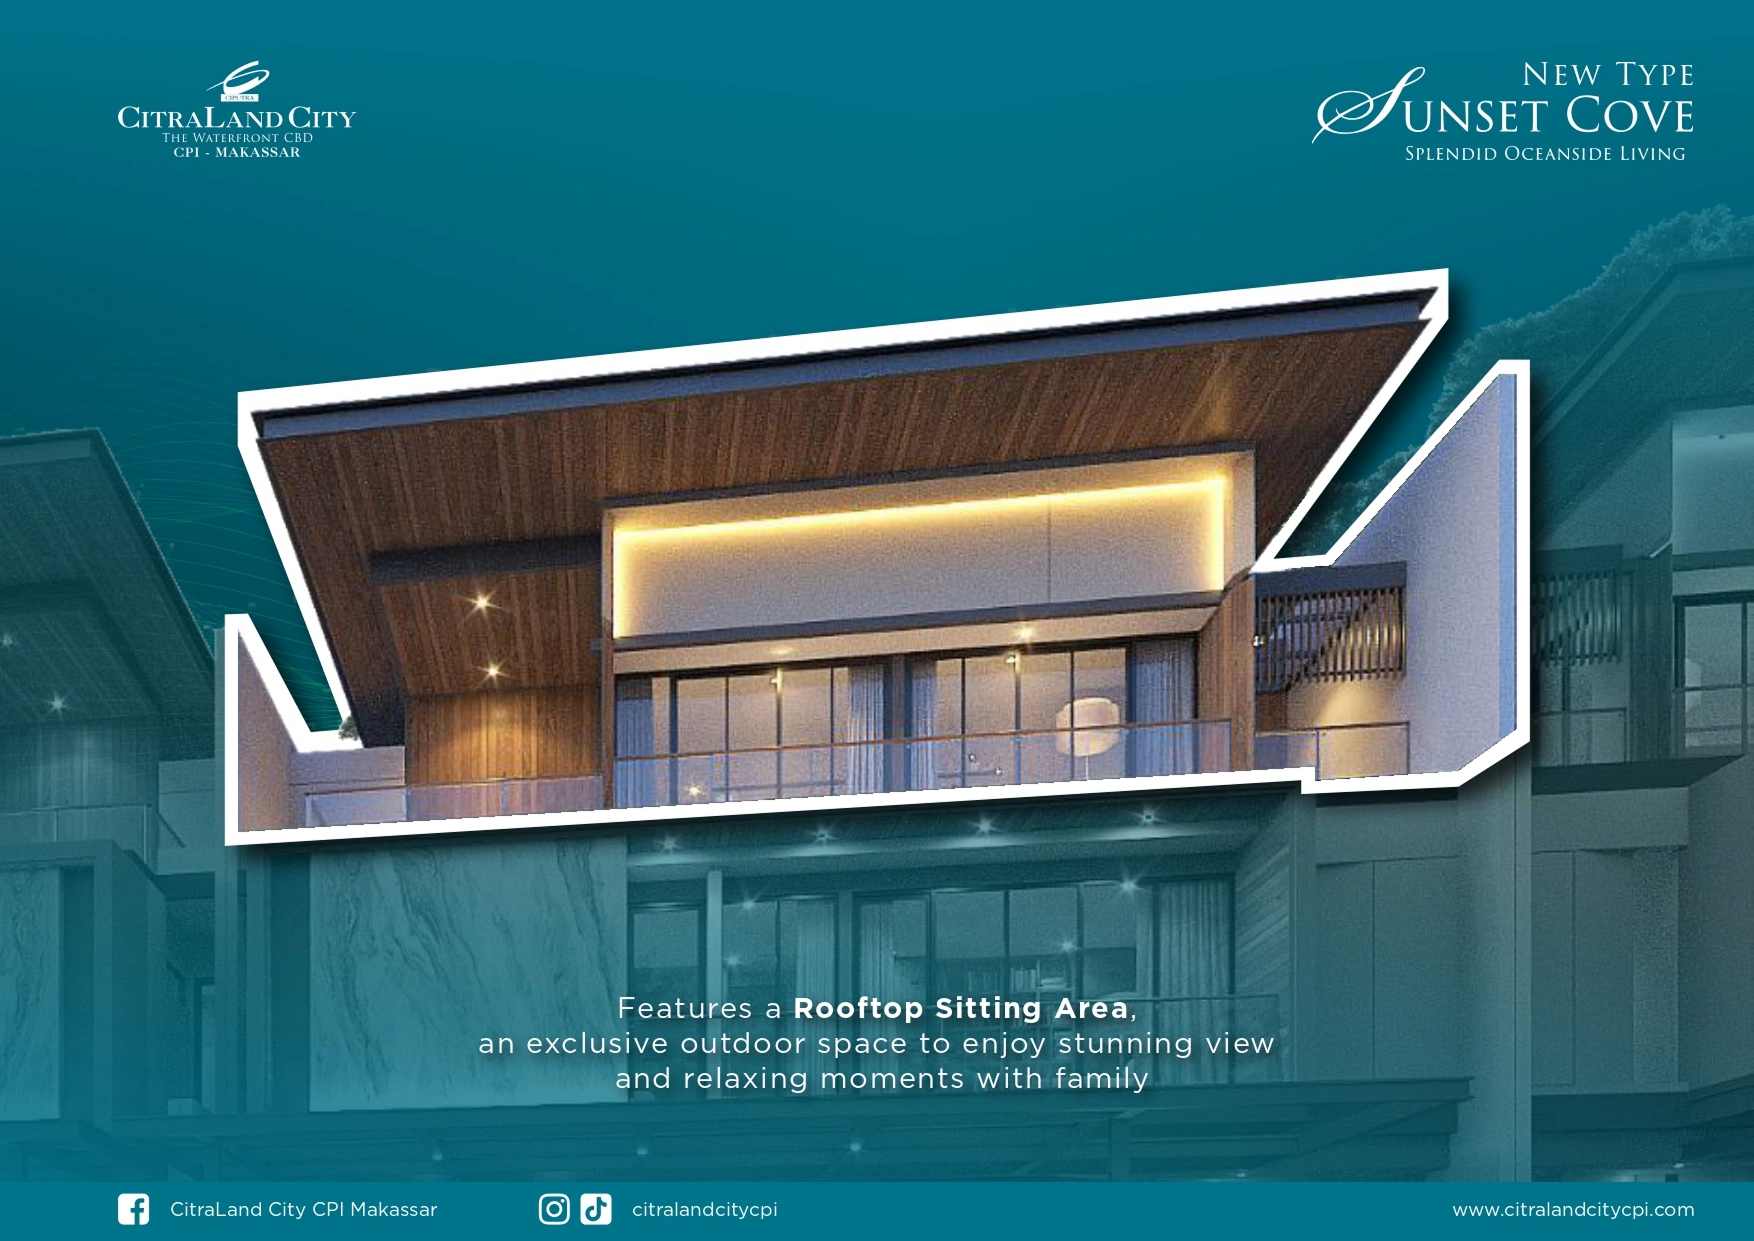 CIPUTRA
CITRALAND CITY
THE WATERFRONT CBD
CPI - MAKASSAR
NEW TYPE
SUNSET COVE
SPLENDID OCEANSIDE LIVING
Features a Rooftop Sitting Area,
an exclusive outdoor space to enjoy stunning view
and relaxing moments with family
CitraLand City CPI Makassar
citralandcitycpi
www.citralandcitycpi.com